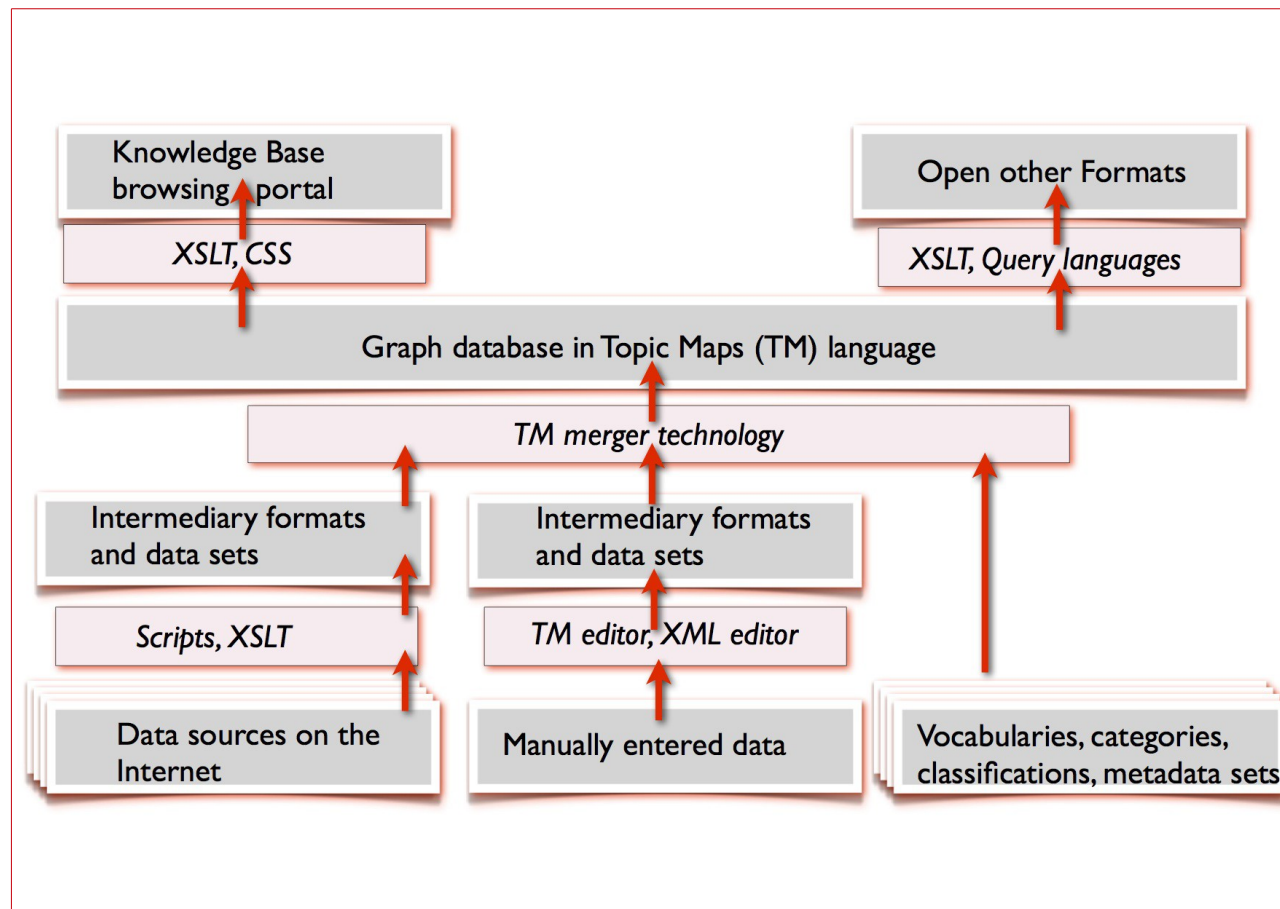 Knowledge Base
browsing portal
Open other Formats
XSLT, CSS
XSLT, Query languages
Graph database in Topic Maps (TM) language
TM merger technology
Intermediary formats
and data sets
Intermediary formats
and data sets
Scripts, XSLT
TM editor, XML editor
Data sources on the
Internet
Manually entered data
Vocabularies, categories,
classifications, metadata sets